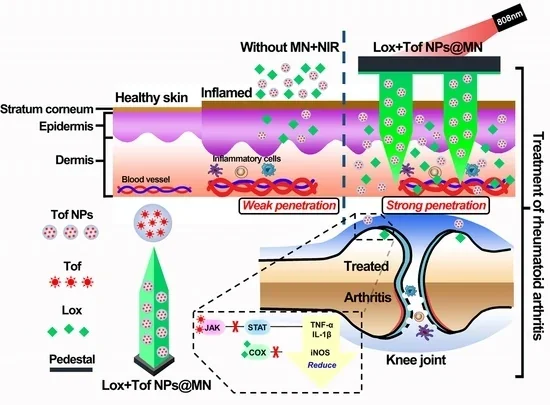 808nm
Without MN+NIR
Lox+Tof NPs@MN
Healthy skin
Inflamed
Stratum corneum
Epidermis
Dermis
Inflammatory cells
Blood vessel
Weak penetration
Strong penetration
Treatment of rheumatoid arthritis
Tof NPs
Tof
Lox
Pedestal
Lox+Tof NPs@MN
Treated
Arthritis
Knee joint
JAK
STAT
TNF-α
IL-1β
COX
iNOS
Reduce